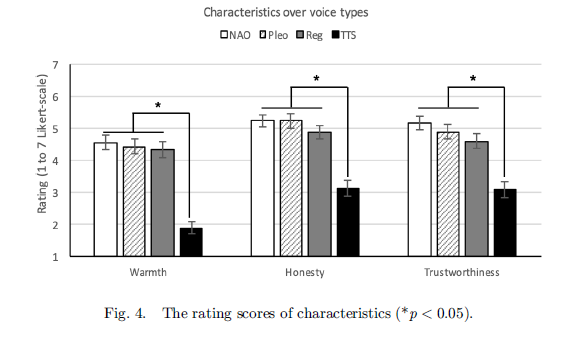 Characteristics over voice types
NAO Pleo Reg TTS
Rating (1 to 7 Likert-scale)
7
6
5
4
3
2
1
* * *
Warmth Honesty Trustworthiness
Fig. 4. The rating scores of characteristics (*p < 0.05).